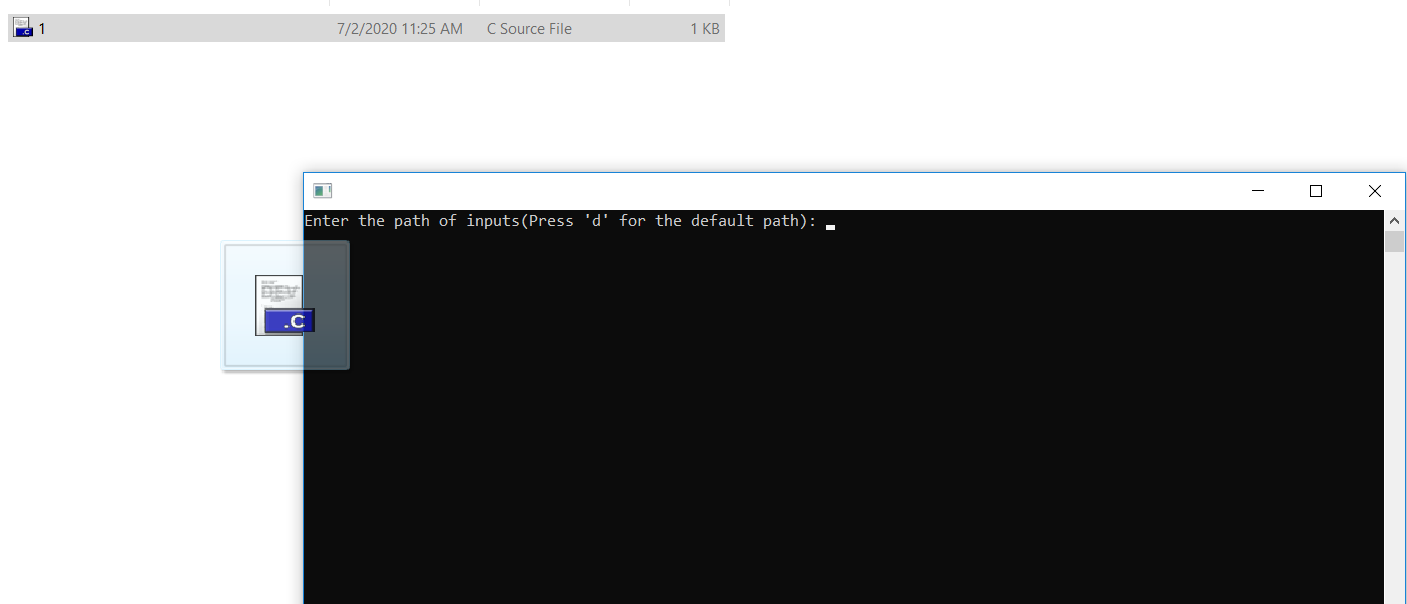 1 7/2/2020 11:25 AM C Source File 1 KB
Enter the path of inputs(Press 'd' for the default path):
DEV
.C